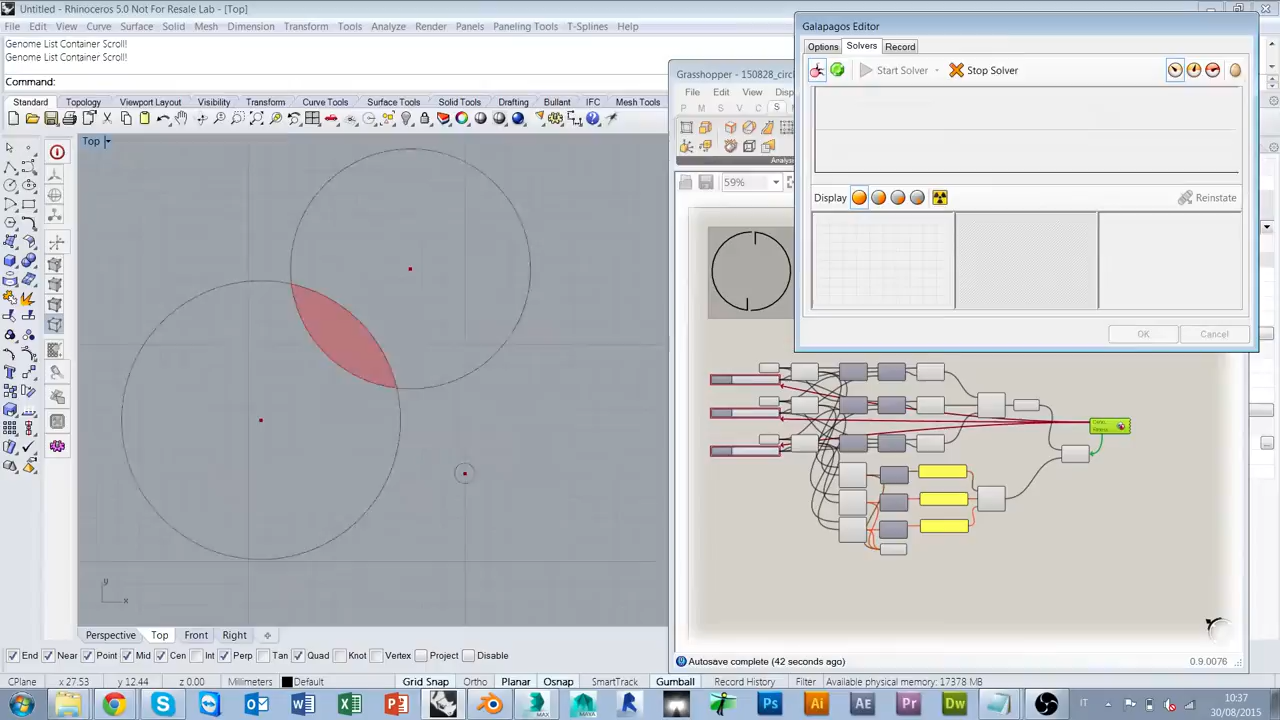 Untitled - Rhinoceros 5.0 Not For Resale Lab - [Top]
File Edit View Curve Surface Solid Mesh Dimension Transform Tools Analyze Render Panels T-Splines Help
Genome List Container Scroll!
Genome List Container Scroll!
Command:
Standard Topology Viewport Layout Visibility Transform Curve Tools Surface Tools Solid Tools Drafting Bullant IFC Mesh Tools
Top
Grasshopper - 150828_circl
File Edit View Disp
P M S
Analysi
59%
Galapagos Editor
Options Solvers Record
Start Solver Stop Solver
Display Reinstate
OK Cancel
y
x
Perspective Top Front Right
End Near Point Mid Cen Int Perp Tan Quad Knot Vertex Project Disable
Autosave complete (42 seconds ago) 0.9.0076
CPlane x 27.53 y 12.44 z 0.00 Millimeters Default Grid Snap Ortho Planar Osnap SmartTrack Gumball Record History Filter Available physical memory: 17378 MB
IT 10:37
30/08/2015